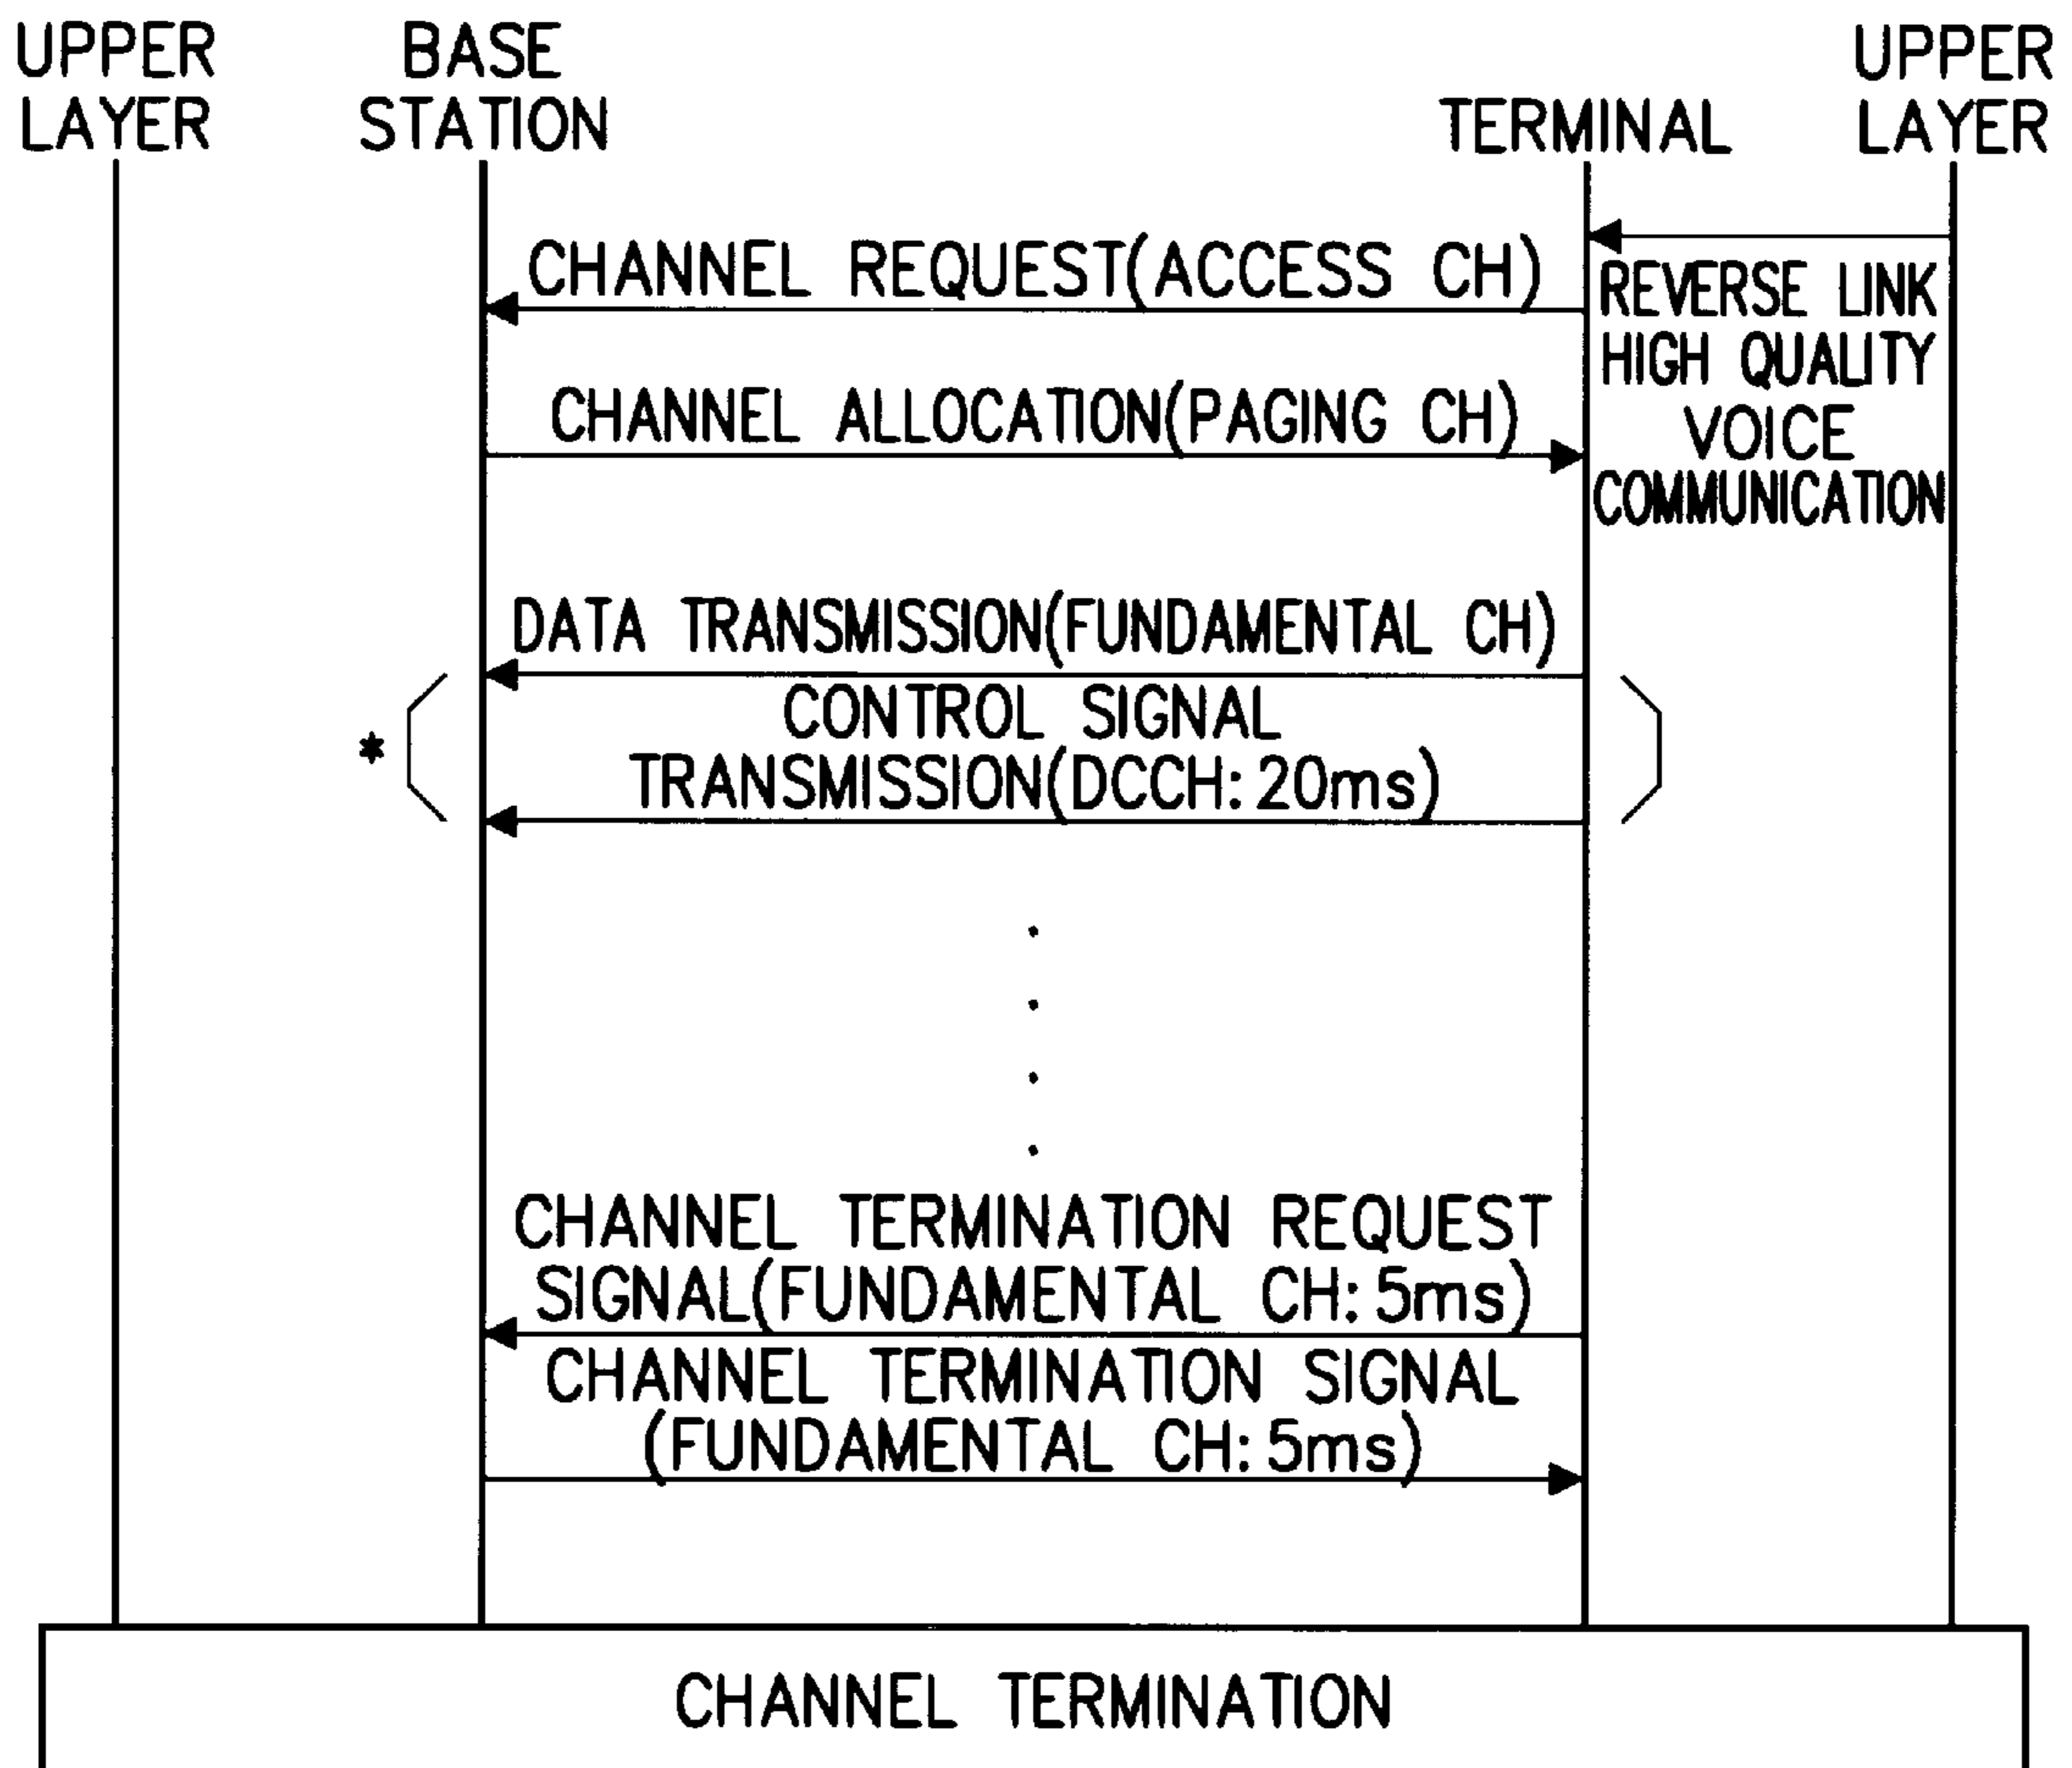 UPPER
LAYER
BASE
STATION
TERMINAL
UPPER
LAYER
CHANNEL REQUEST(ACCESS CH)
REVERSE LINK
HIGH QUALITY
VOICE
COMMUNICATION
CHANNEL ALLOCATION(PAGING CH)
DATA TRANSMISSION(FUNDAMENTAL CH)
*
CONTROL SIGNAL
TRANSMISSION(DCCH:20ms)
CHANNEL TERMINATION REQUEST
SIGNAL(FUNDAMENTAL CH:5ms)
CHANNEL TERMINATION SIGNAL
(FUNDAMENTAL CH:5ms)
CHANNEL TERMINATION